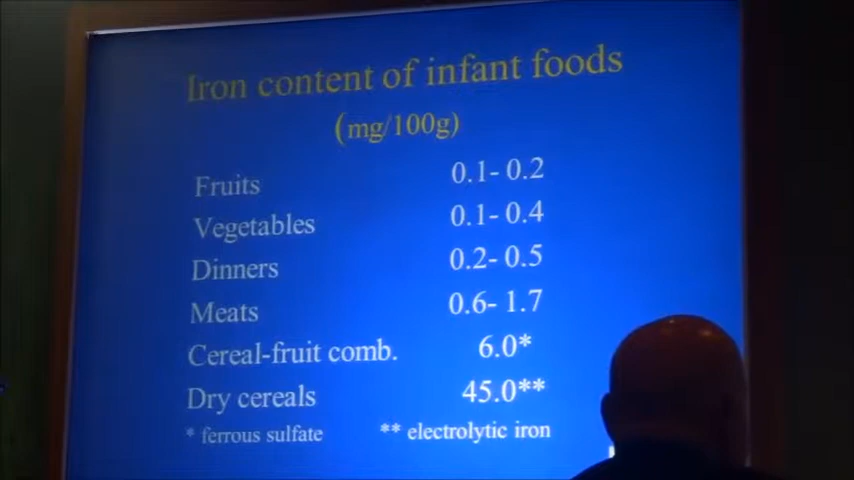 Iron content of infant foods
(mg/100g)
Fruits 0.1- 0.2
Vegetables 0.1- 0.4
Dinners 0.2- 0.5
Meats 0.6- 1.7
Cereal-fruit comb. 6.0*
Dry cereals 45.0**
* ferrous sulfate ** electrolytic iron